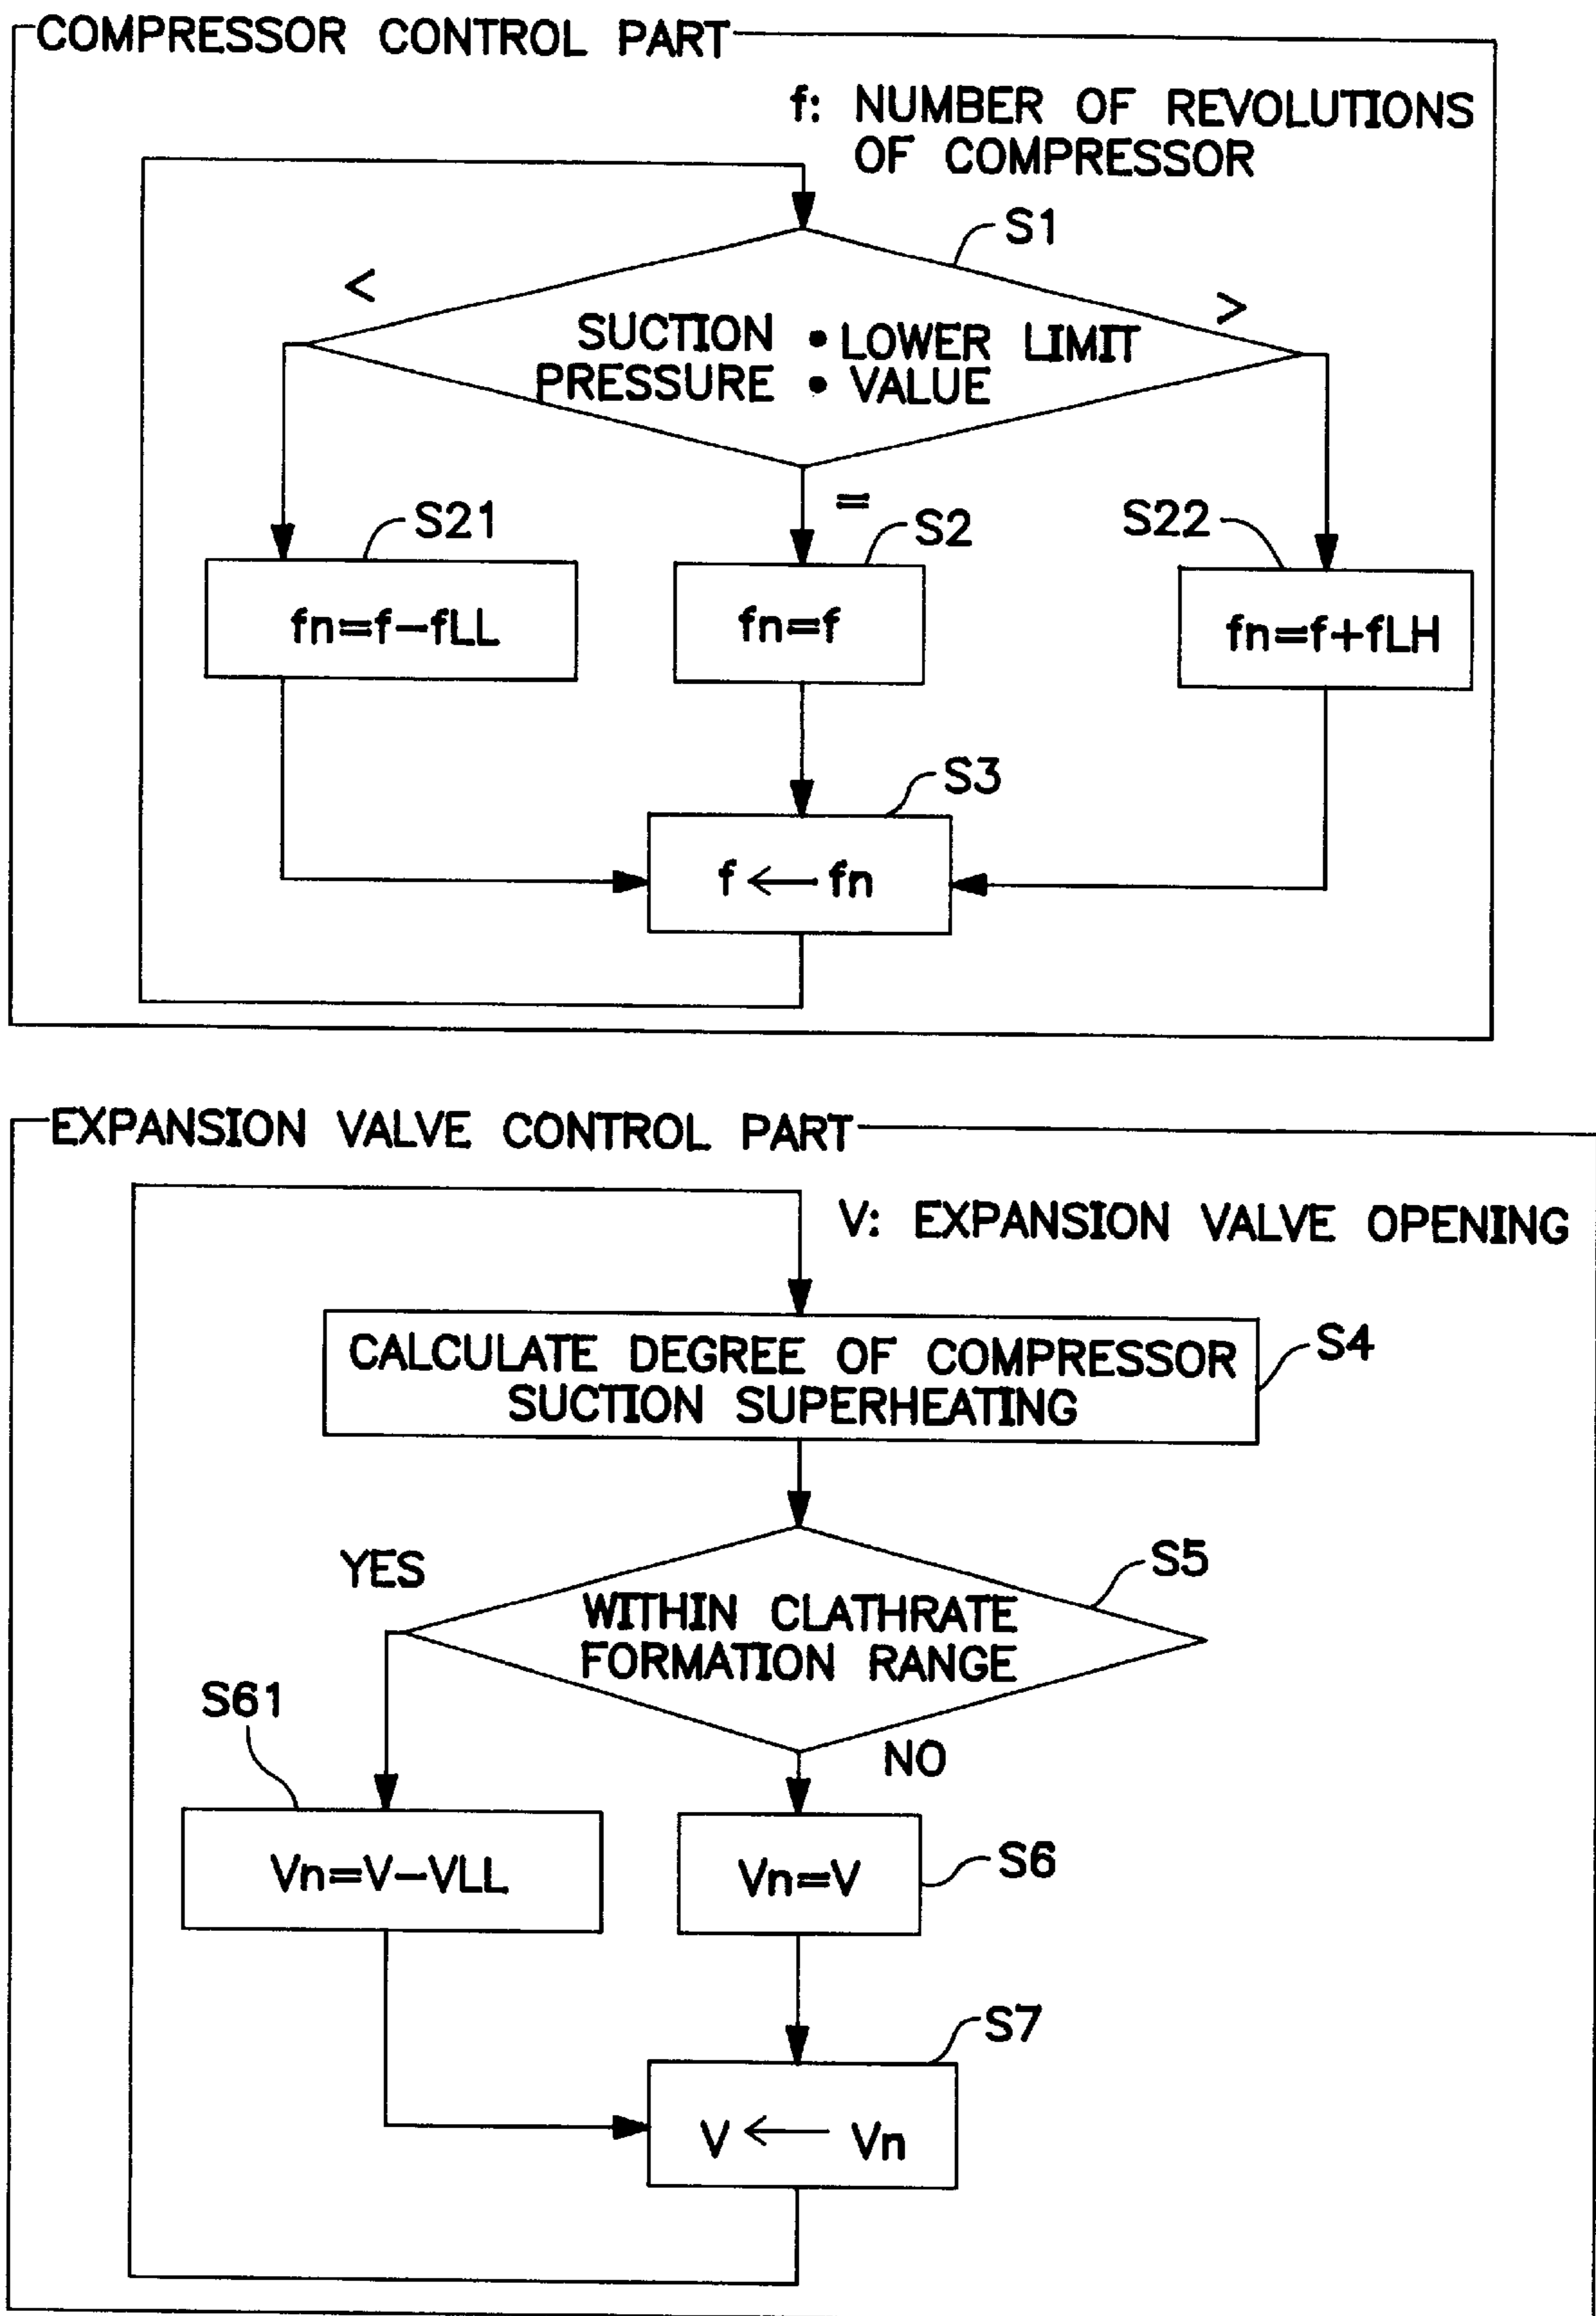 COMPRESSOR CONTROL PART
f: NUMBER OF REVOLUTIONS
OF COMPRESSOR
S1
<
>
SUCTION : LOWER LIMIT
PRESSURE VALUE
=
S21
S2
S22
fn=f-fLL
fn=f
fn=f+fLH
S3
f ← fn
EXPANSION VALVE CONTROL PART
V: EXPANSION VALVE OPENING
CALCULATE DEGREE OF COMPRESSOR
SUCTION SUPERHEATING
S4
YES
S5
WITHIN CLATHRATE
FORMATION RANGE
S61
NO
Vn=V-VLL
Vn=V
S6
S7
V ← Vn